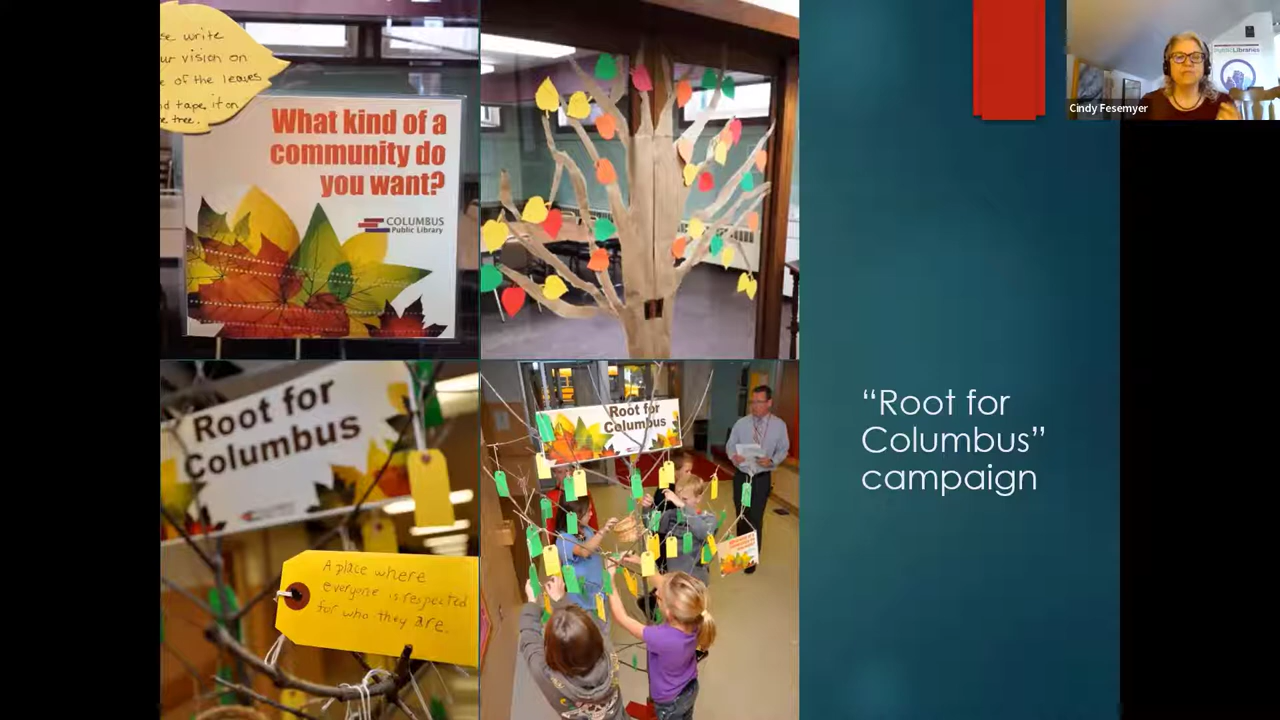 se write
ur vision on
e of the leaves
d tape it on
e tree.
What kind of a
community do
you want?
COLUMBUS
Public Library
Root for
Columbus
A place where
everyone is respected
for who they are.
Root for
Columbus
“Root for
Columbus”
campaign
PublicLibraries
Cindy Fesemyer